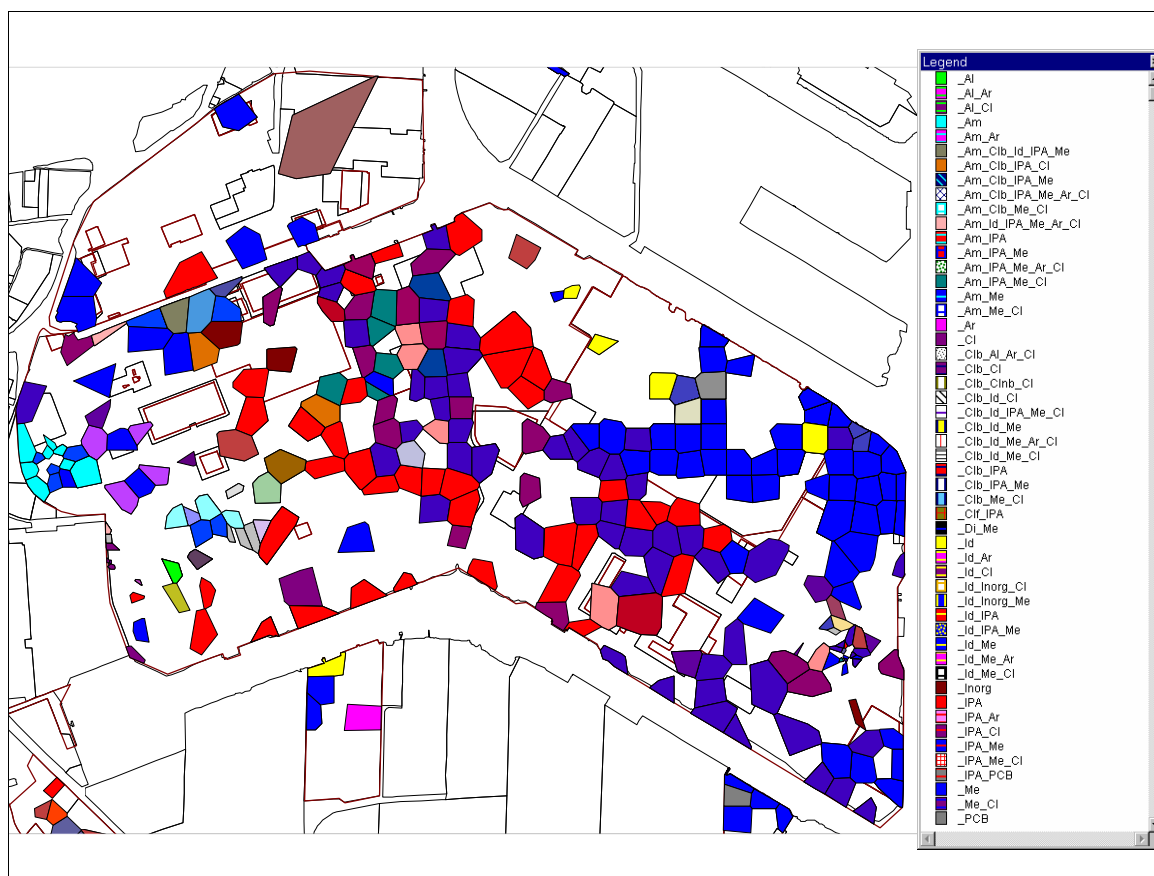 Legend
_Al
_Al_Ar
_Al_Cl
_Am
_Am_Ar
_Am_Clb_Id_IPA_Me
_Am_Clb_IPA_Cl
_Am_Clb_IPA_Me
_Am_Clb_IPA_Me_Ar_Cl
_Am_Clb_Me_Cl
_Am_Id_IPA_Me_Ar_Cl
_Am_IPA
_Am_IPA_Me
_Am_IPA_Me_Ar_Cl
_Am_IPA_Me_Cl
_Am_Me
_Am_Me_Cl
_Ar
_Cl
_Clb_Al_Ar_Cl
_Clb_Cl
_Clb_Clnb_Cl
_Clb_Id_Cl
_Clb_Id_IPA_Me_Cl
_Clb_Id_Me
_Clb_Id_Me_Ar_Cl
_Clb_Id_Me_Cl
_Clb_IPA
_Clb_IPA_Me
_Clb_Me_Cl
_Clf_IPA
_Di_Me
_Id
_Id_Ar
_Id_Cl
_Id_Inorg_Cl
_Id_Inorg_Me
_Id_IPA
_Id_IPA_Me
_Id_Me
_Id_Me_Ar
_Id_Me_Cl
_Inorg
_IPA
_IPA_Ar
_IPA_Cl
_IPA_Me
_IPA_Me_Cl
_IPA_PCB
_Me
_Me_Cl
_PCB